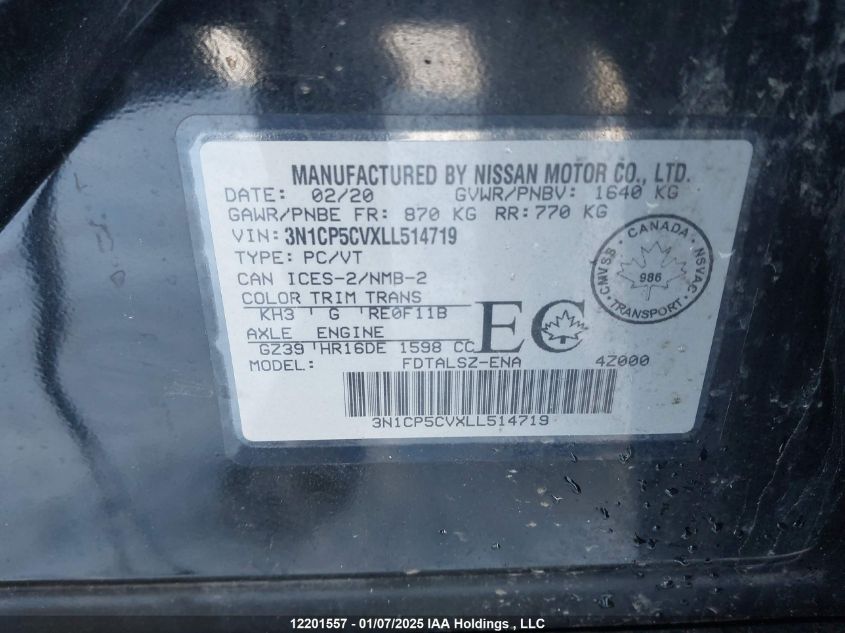 MANUFACTURED BY NISSAN MOTOR CO., LTD.
DATE: 02/20 GVWR/PNBV: 1640 KG
GAWR/PNBE FR: 870 KG RR: 770 KG
VIN: 3N1CP5CVXLL514719
TYPE: PC/VT
CAN ICES-2/NMB-2
COLOR TRIM TRANS
KH3 G RE0F11B
AXLE ENGINE
GZ39 HR16DE 1598 CC
EC
MODEL: FDTALSZ-ENA 4Z000
3N1CP5CVXLL514719
CANADA
CMVSS 986 NSVAC
TRANSPORT
12201557 - 01/07/2025 IAA Holdings , LLC